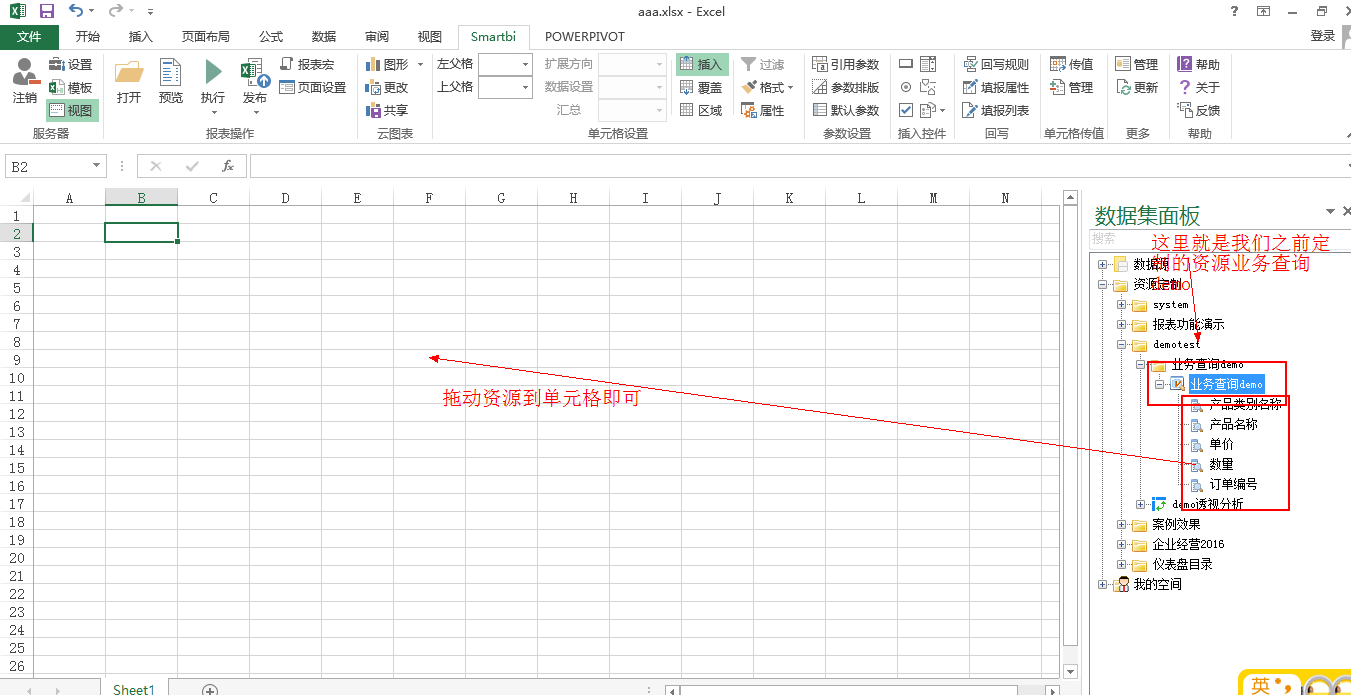 aaa.xlsx - Excel
?
文件 开始 插入 页面布局 公式 数据 审阅 视图 Smartbi POWERPIVOT 登录
注销 设置 模板 视图
服务器
打开 预览 执行 发布 报表宏 页面设置
报表操作
图形 更改 共享
云图表
左父格 扩展方向 插入 过滤
上父格 数据设置 覆盖 格式
汇总 区域 属性
单元格设置
引用参数
参数排版
默认参数
参数设置
插入控件
回写规则
填报属性
填报列表
回写
传值
管理
单元格传值
管理
更新
更多
帮助
关于
反馈
帮助
B2 fx
A B C D E F G H I J K L M N
1
2
3
4
5
6
7
8
9
10
11
12
13
14
15
16
17
18
19
20
21
22
23
24
25
26
拖动资源到单元格即可
数据集面板
搜索
这里就是我们之前定
制的资源业务查询
demo
数据源
资源定制
system
报表功能演示
demotest
业务查询demo
业务查询demo
产品类别名称
产品名称
单价
数量
订单编号
demo透视分析
案例效果
企业经营2016
仪表盘目录
我的空间
Sheet1
英